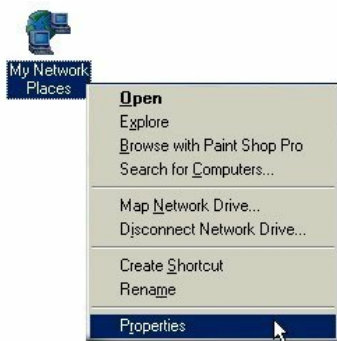 My Network
Places
Open
Explore
Browse with Paint Shop Pro
Search for Computers...
Map Network Drive...
Disconnect Network Drive...
Create Shortcut
Rename
Properties